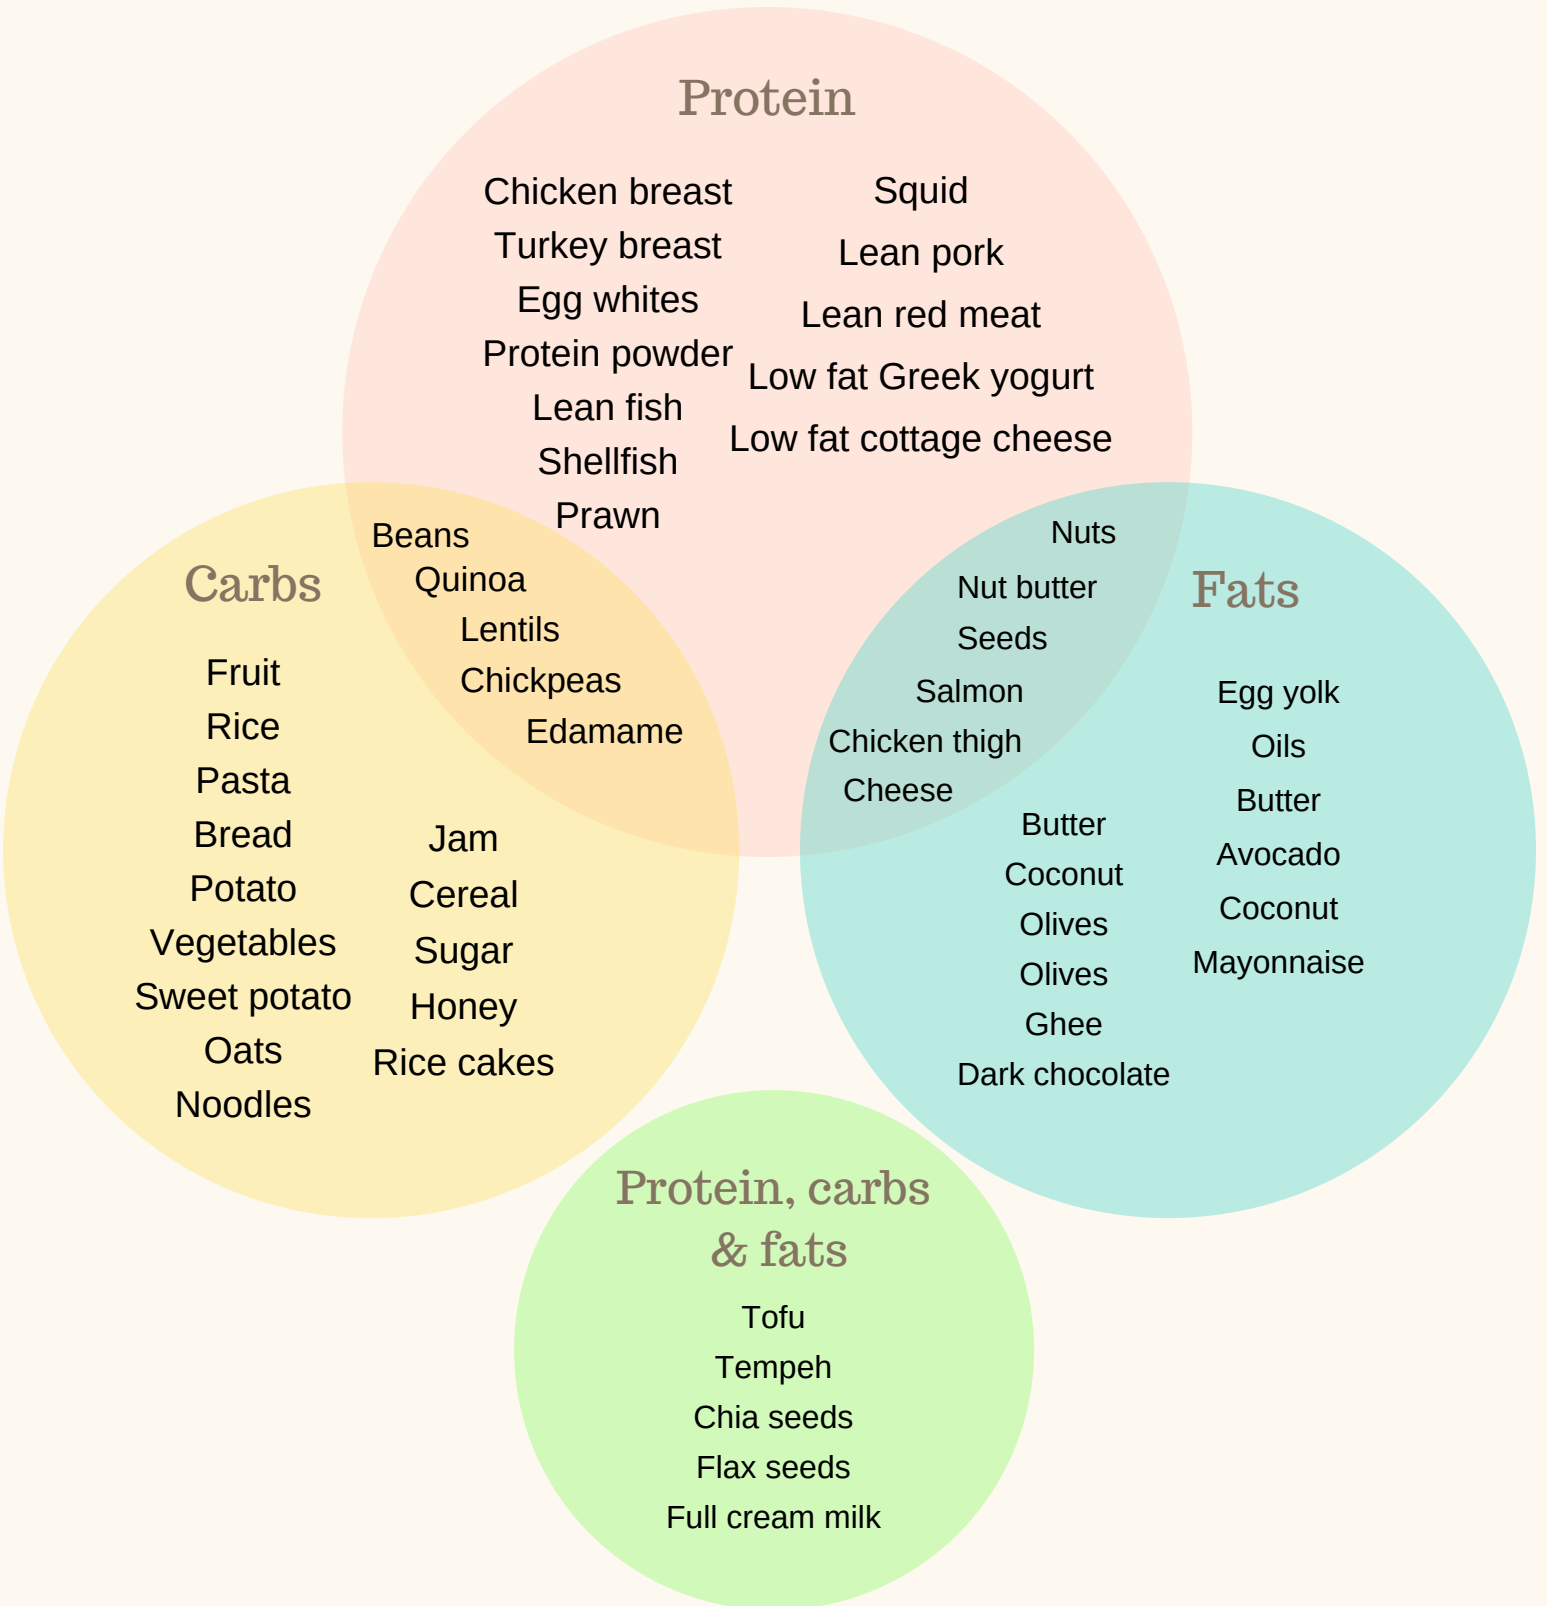 Protein
Chicken breast
Turkey breast
Egg whites
Protein powder
Lean fish
Shellfish
Prawn
Squid
Lean pork
Lean red meat
Low fat Greek yogurt
Low fat cottage cheese
Carbs
Fruit
Rice
Pasta
Bread
Potato
Vegetables
Sweet potato
Oats
Noodles
Jam
Cereal
Sugar
Honey
Rice cakes
Beans
Quinoa
Lentils
Chickpeas
Edamame
Nuts
Nut butter
Seeds
Salmon
Chicken thigh
Cheese
Fats
Butter
Coconut
Olives
Olives
Ghee
Dark chocolate
Egg yolk
Oils
Butter
Avocado
Coconut
Mayonnaise
Protein, carbs
& fats
Tofu
Tempeh
Chia seeds
Flax seeds
Full cream milk